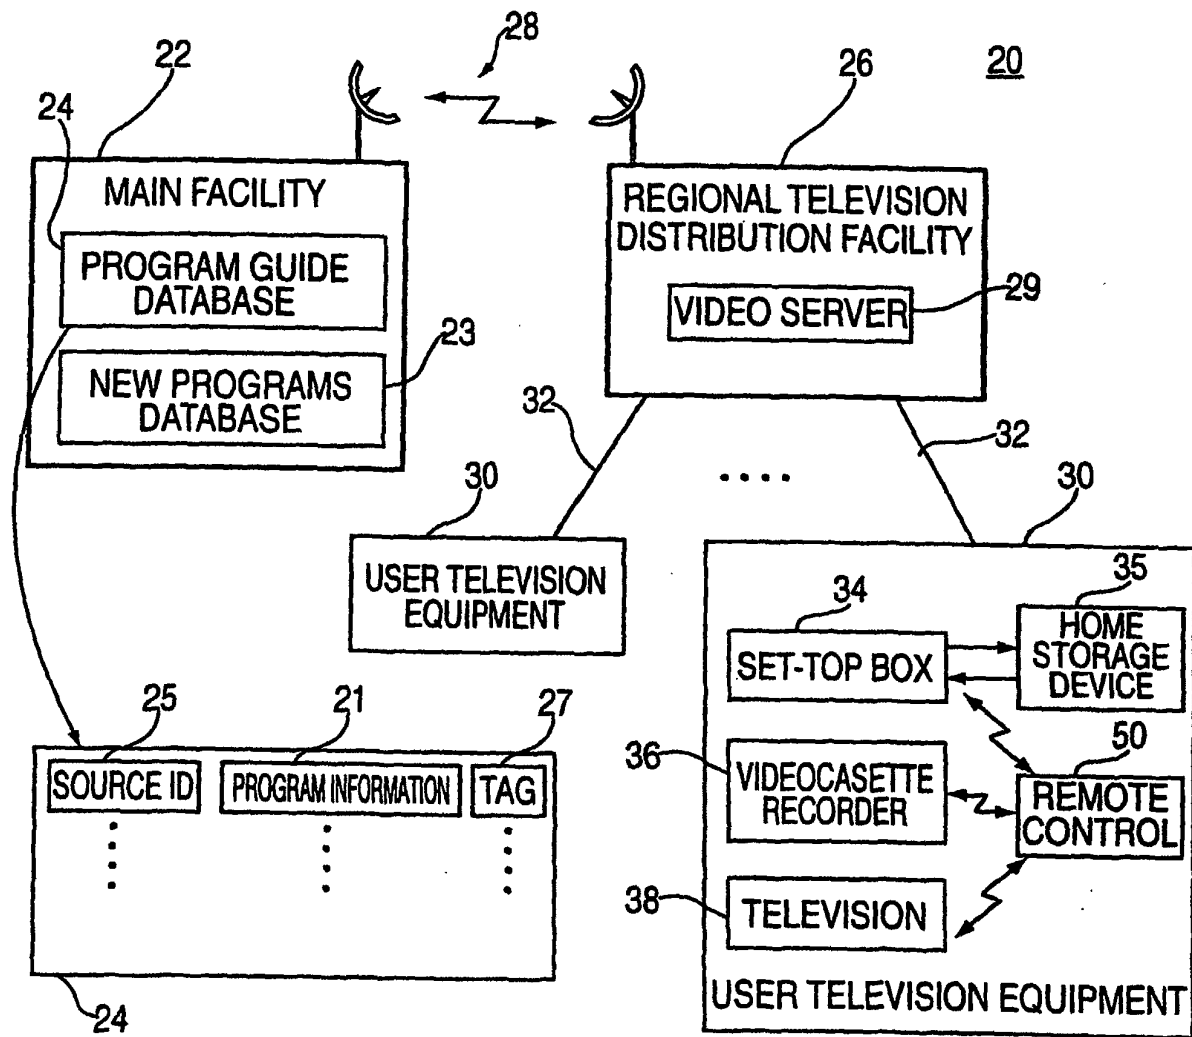 28
20
22
26
24
MAIN FACILITY
REGIONAL TELEVISION
DISTRIBUTION FACILITY
PROGRAM GUIDE
DATABASE
VIDEO SERVER
29
23
NEW PROGRAMS
DATABASE
32
32
30
30
USER TELEVISION
EQUIPMENT
34
35
SET-TOP BOX
HOME
STORAGE
DEVICE
25
21
27
SOURCE ID
PROGRAM INFORMATION
TAG
36
VIDEOCASETTE
RECORDER
50
REMOTE
CONTROL
38
TELEVISION
USER TELEVISION EQUIPMENT
24